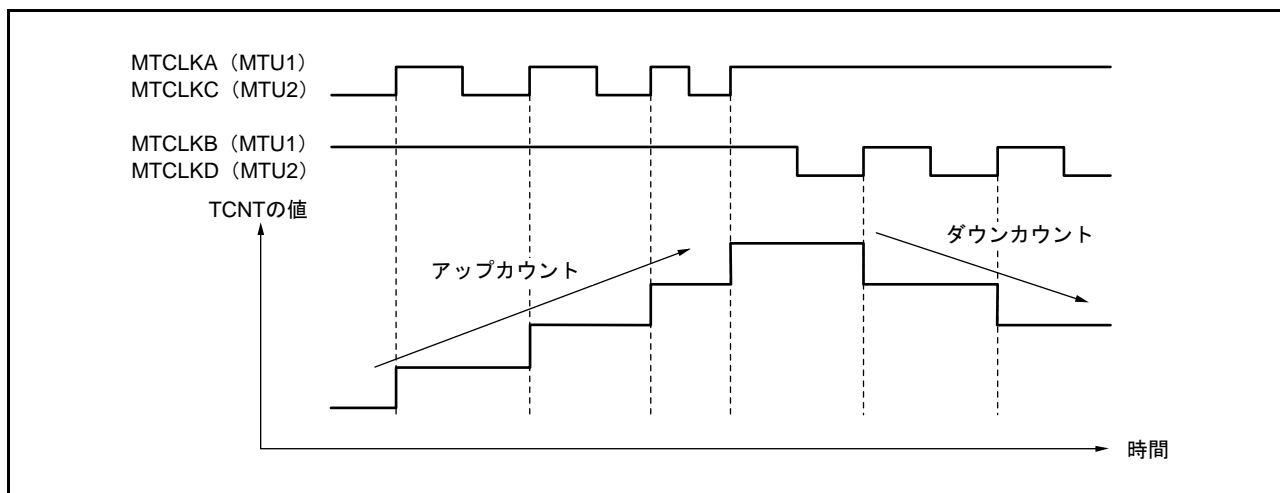 MTCLKA（MTU1）
MTCLKC（MTU2）
MTCLKB（MTU1）
MTCLKD（MTU2）
TCNTの値
アップカウント
ダウンカウント
時間